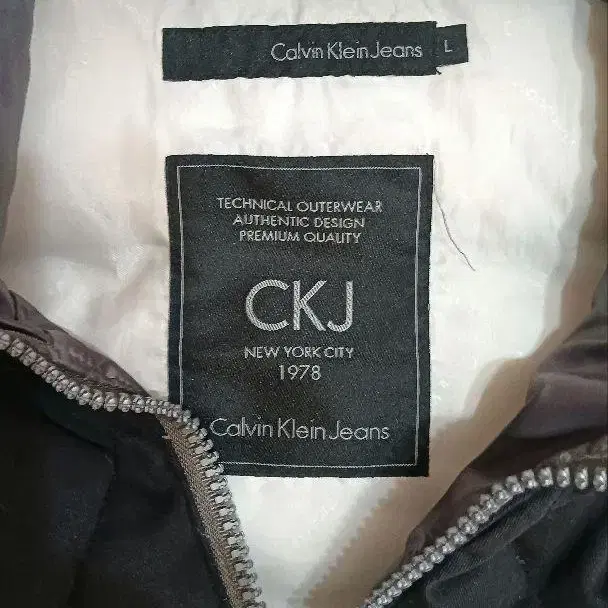 Calvin Klein Jeans L
TECHNICAL OUTERWEAR
AUTHENTIC DESIGN
PREMIUM QUALITY
CKJ
NEW YORK CITY
1978
Calvin Klein Jeans